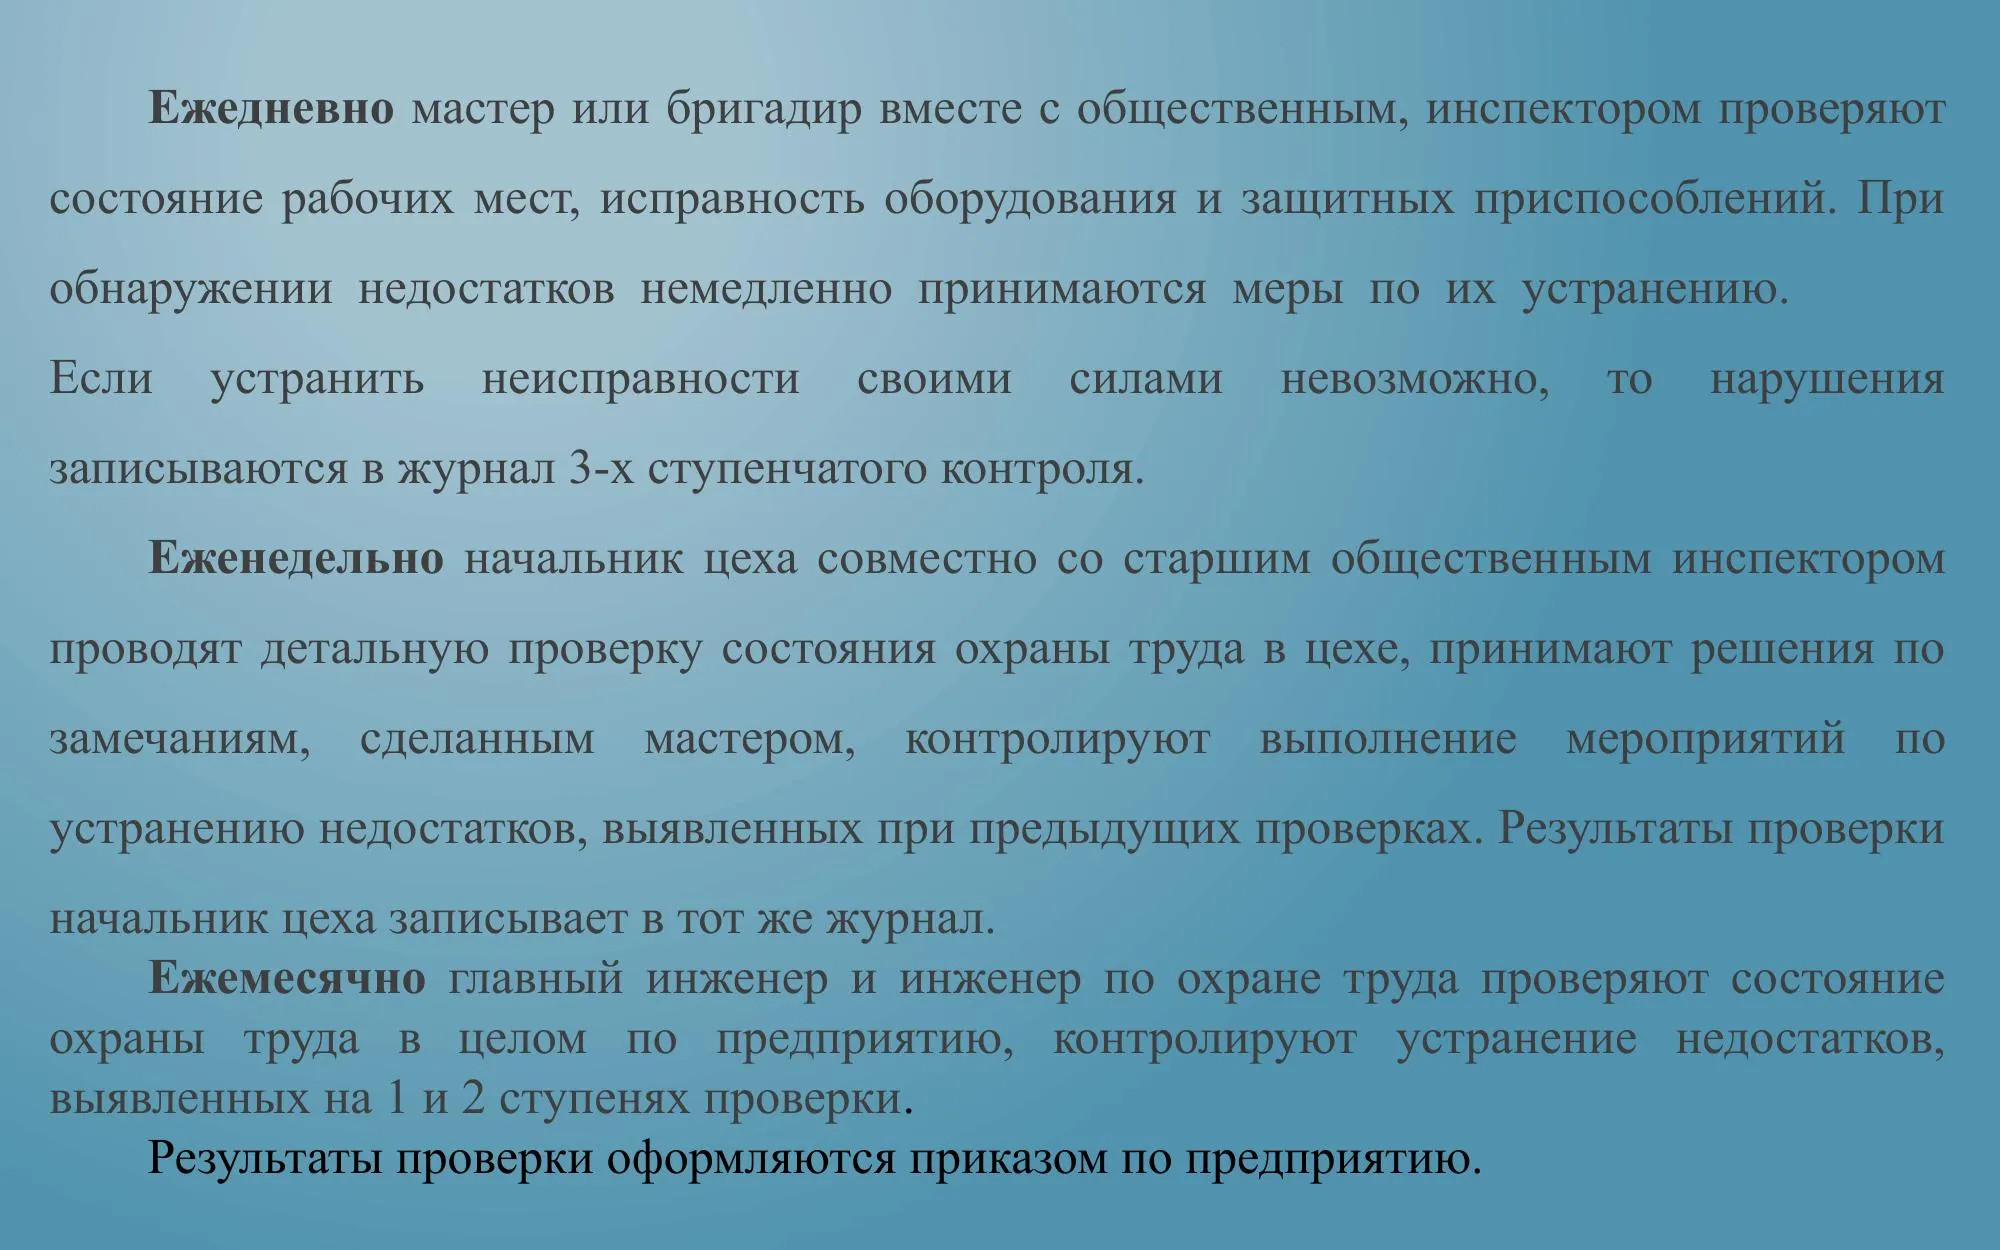 Ежедневно мастер или бригадир вместе с общественным, инспектором проверяют
состояние рабочих мест, исправность оборудования и защитных приспособлений. При
обнаружении недостатков немедленно принимаются меры по их устранению.
Если устранить неисправности своими силами невозможно, то нарушения
записываются в журнал 3-х ступенчатого контроля.
Еженедельно начальник цеха совместно со старшим общественным инспектором
проводят детальную проверку состояния охраны труда в цехе, принимают решения по
замечаниям, сделанным мастером, контролируют выполнение мероприятий по
устранению недостатков, выявленных при предыдущих проверках. Результаты проверки
начальник цеха записывает в тот же журнал.
Ежемесячно главный инженер и инженер по охране труда проверяют состояние
охраны труда в целом по предприятию, контролируют устранение недостатков,
выявленных на 1 и 2 ступенях проверки.
Результаты проверки оформляются приказом по предприятию.